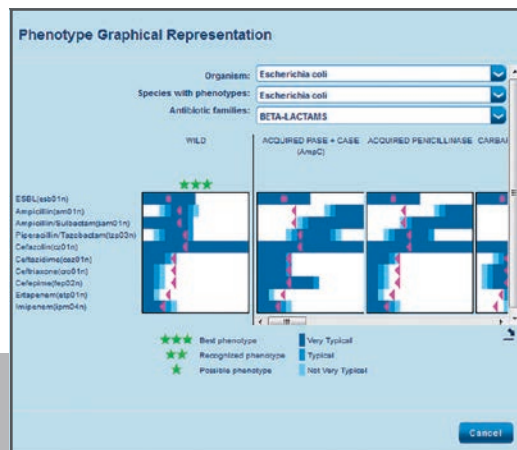 Phenotype Graphical Representation
Organism: Escherichia coli
Species with phenotypes: Escherichia coli
Antibiotic families: BETA-LACTAMS
WILD
ACQUIRED PASE + CASE (AmpC)
ACQUIRED PENICILLINASE
ESBL(esb01n)
Ampicillin(am01n)
Ampicillin/Sulbactam(sam01n)
Piperacillin/Tazobactam(tzp03n)
Cefazolin(cz01n)
Ceftazidime(caz01n)
Ceftriaxone(cro01n)
Cefepime(fep02n)
Ertapenem(etp01n)
Imipenem(ipm04n)
Best phenotype
Very Typical
Recognized phenotype
Typical
Possible phenotype
Not Very Typical
Cancel